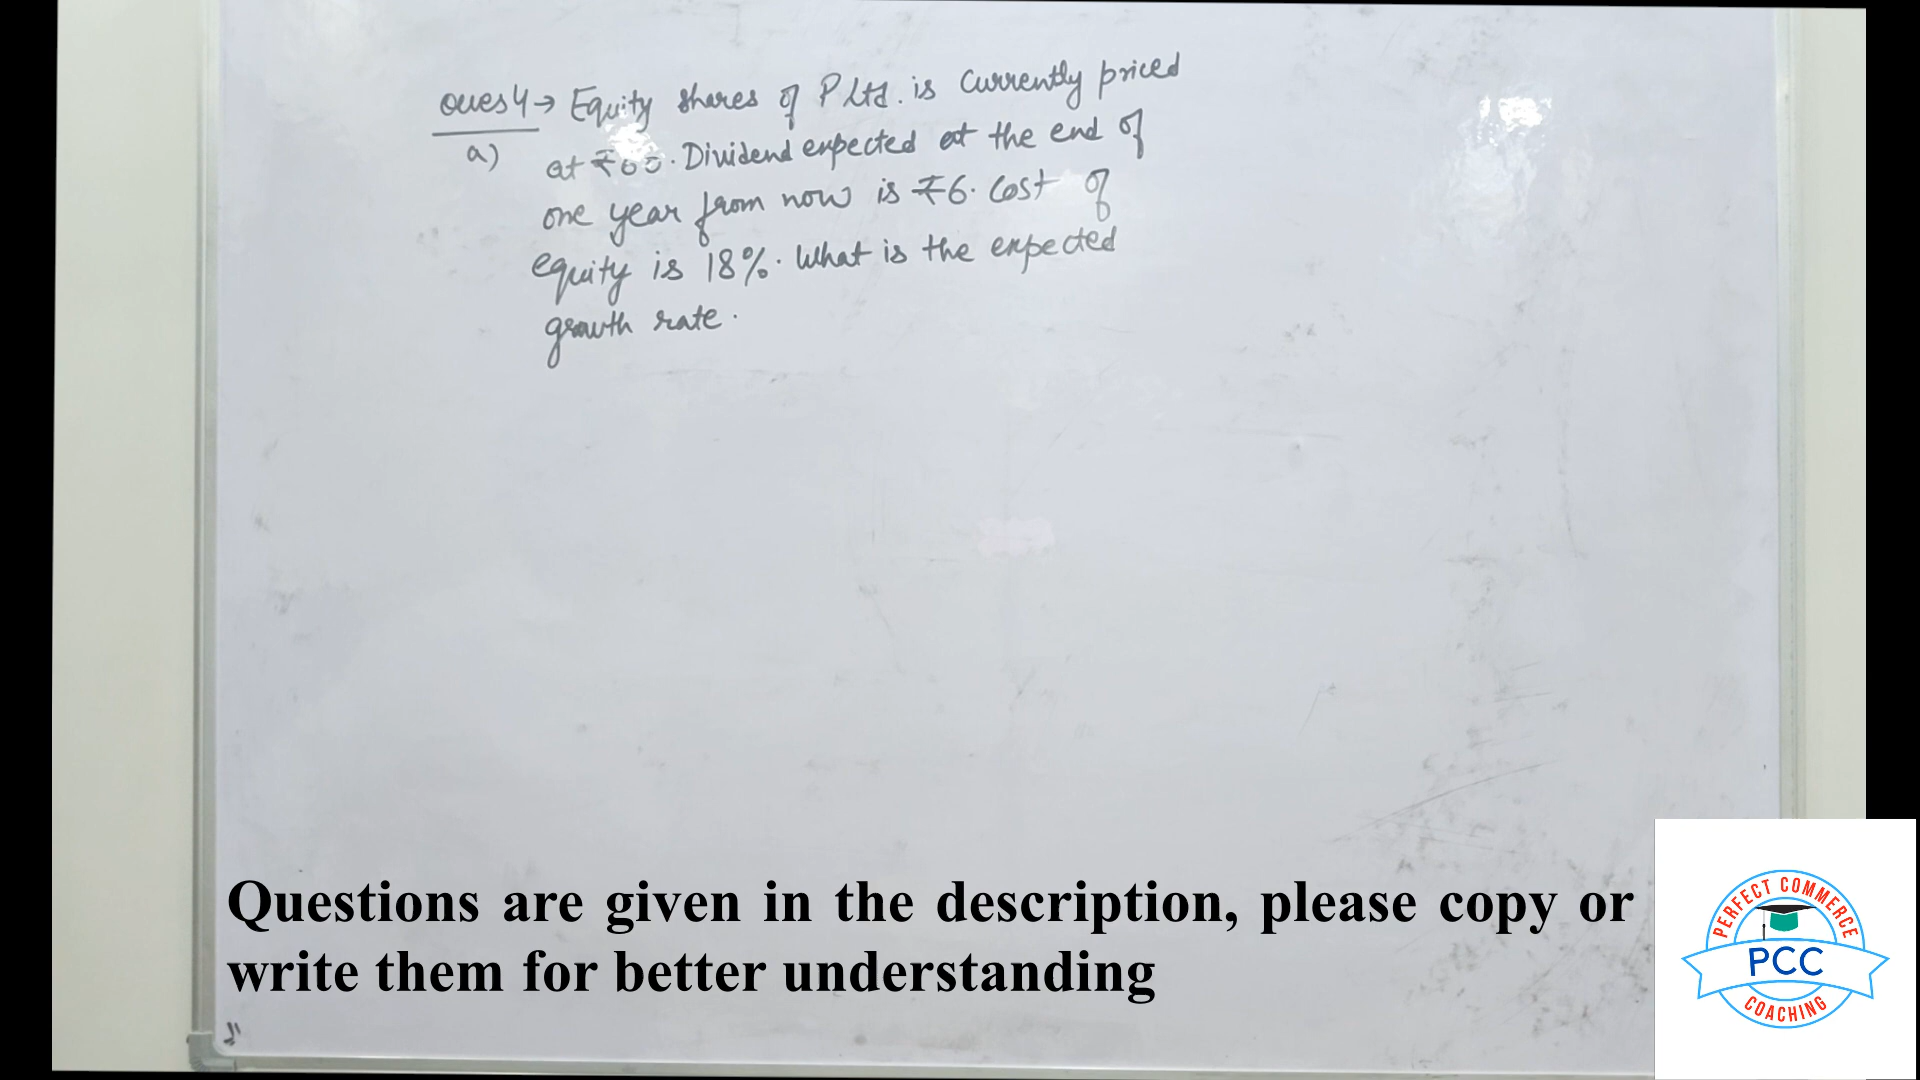 Ques 4 → Equity shares of P Ltd. is currently priced
a) at ₹60. Dividend expected at the end of
one year from now is ₹6. Cost of
equity is 18%. What is the expected
growth rate.
Questions are given in the description, please copy or
write them for better understanding
PERFECT COMMERCE
PCC
COACHING